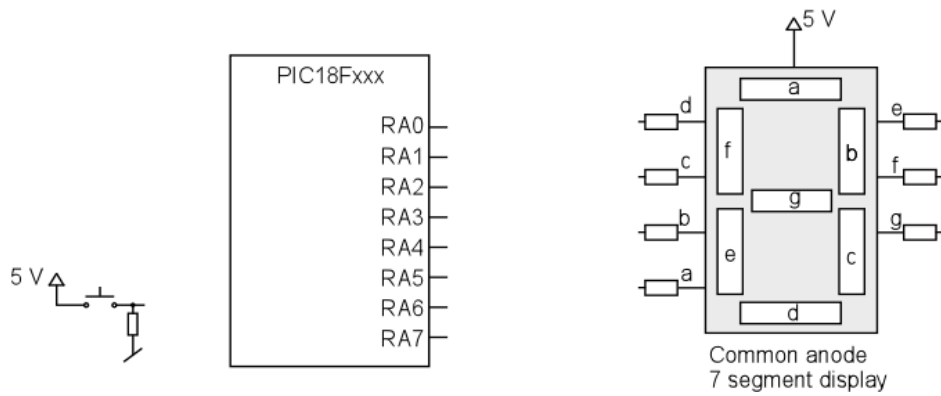 5 V
PIC18Fxxx
RA0
RA1
RA2
RA3
RA4
RA5
RA6
RA7
5 V
a
d
e
f
b
c
f
g
b
g
e
c
a
d
Common anode
7 segment display